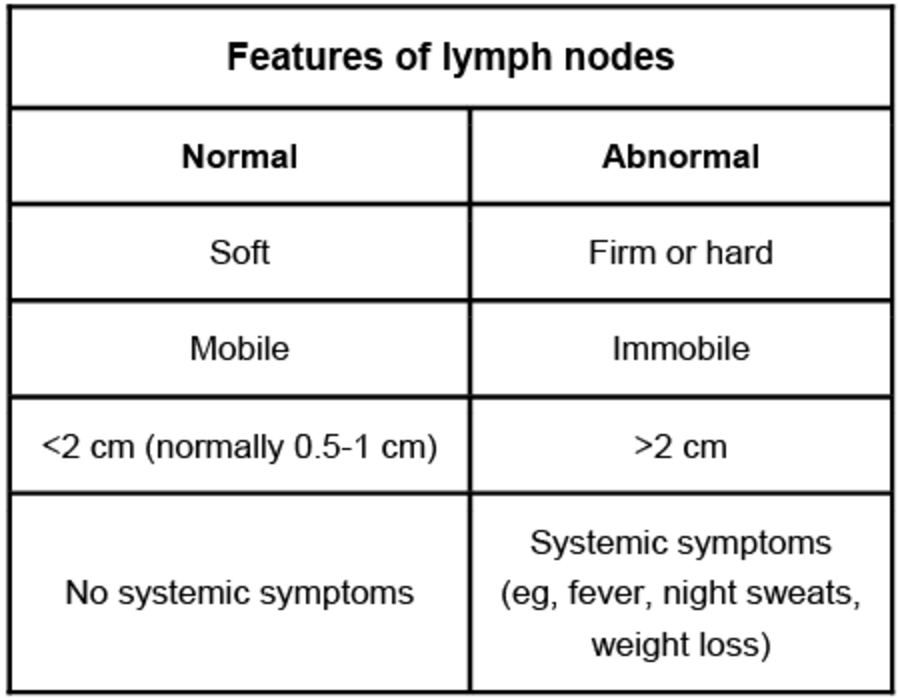 Features of lymph nodes
Normal
Abnormal
Soft
Firm or hard
Mobile
Immobile
<2 cm (normally 0.5-1 cm)
>2 cm
No systemic symptoms
Systemic symptoms
(eg, fever, night sweats,
weight loss)